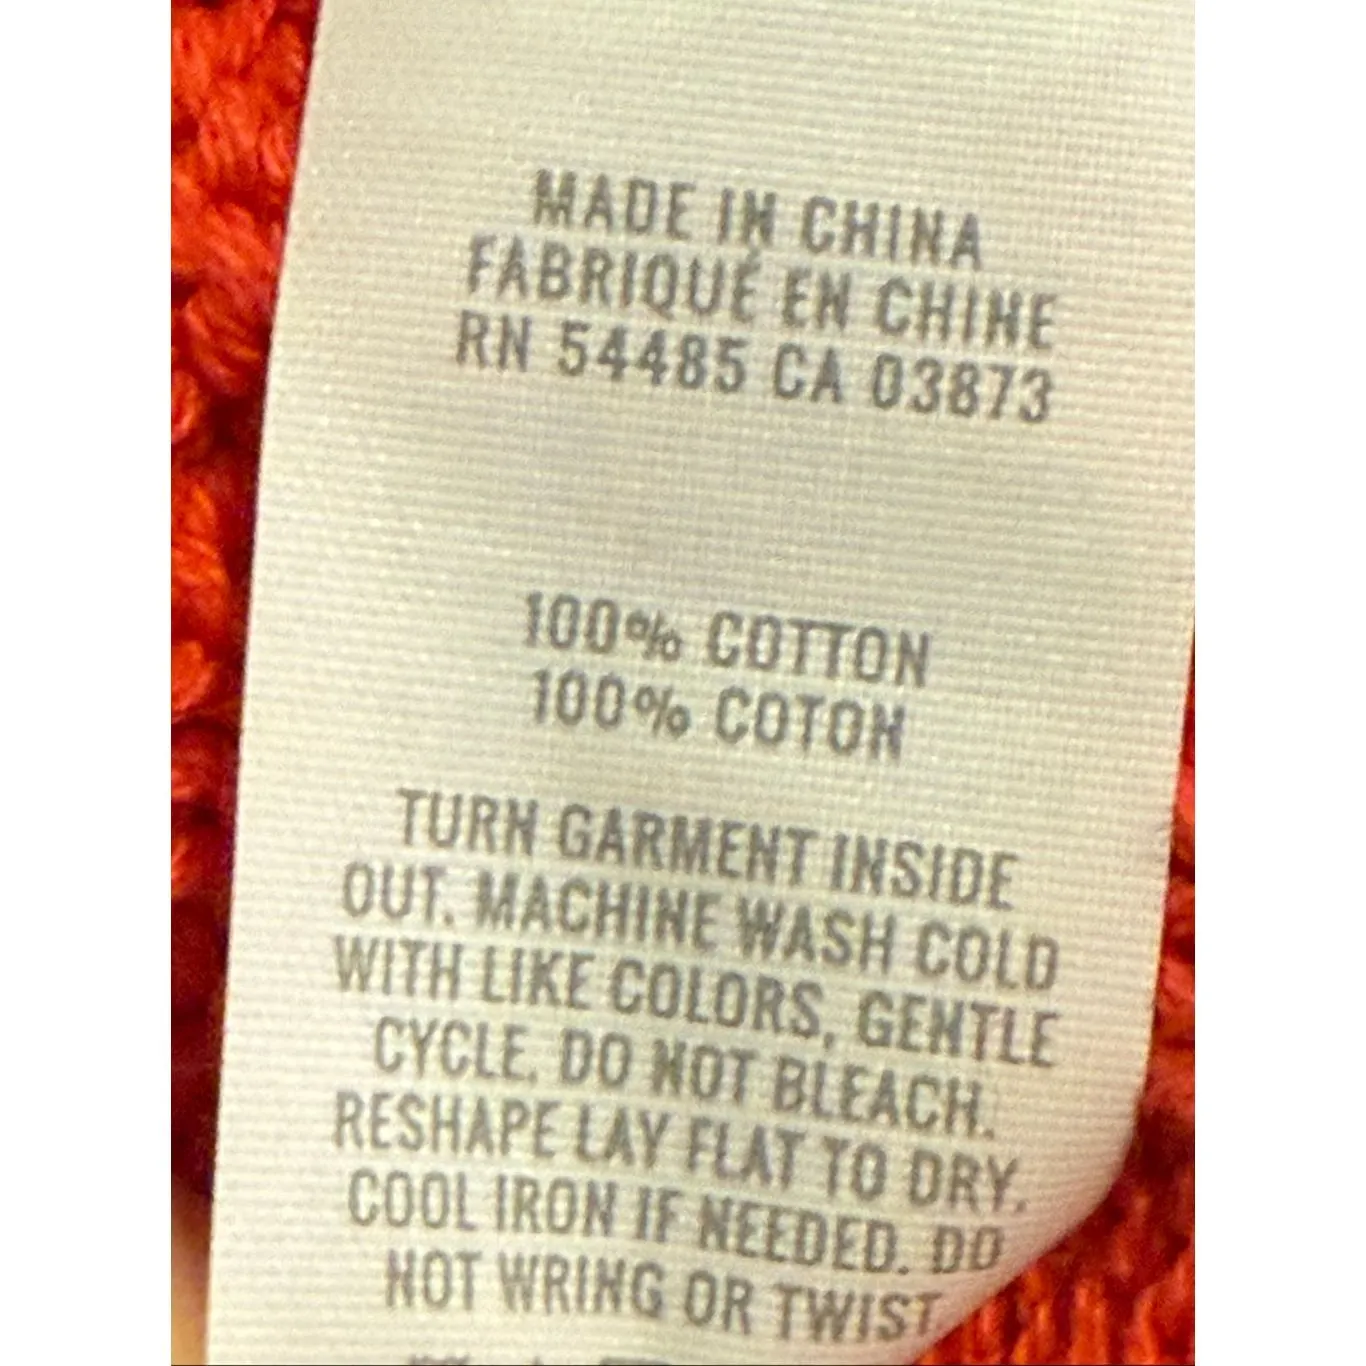 MADE IN CHINA
FABRIQUÉ EN CHINE
RN 54485 CA 03873
100% COTTON
100% COTON
TURN GARMENT INSIDE
OUT. MACHINE WASH COLD
WITH LIKE COLORS, GENTLE
CYCLE. DO NOT BLEACH.
RESHAPE LAY FLAT TO DRY.
COOL IRON IF NEEDED. DO
NOT WRING OR TWIST